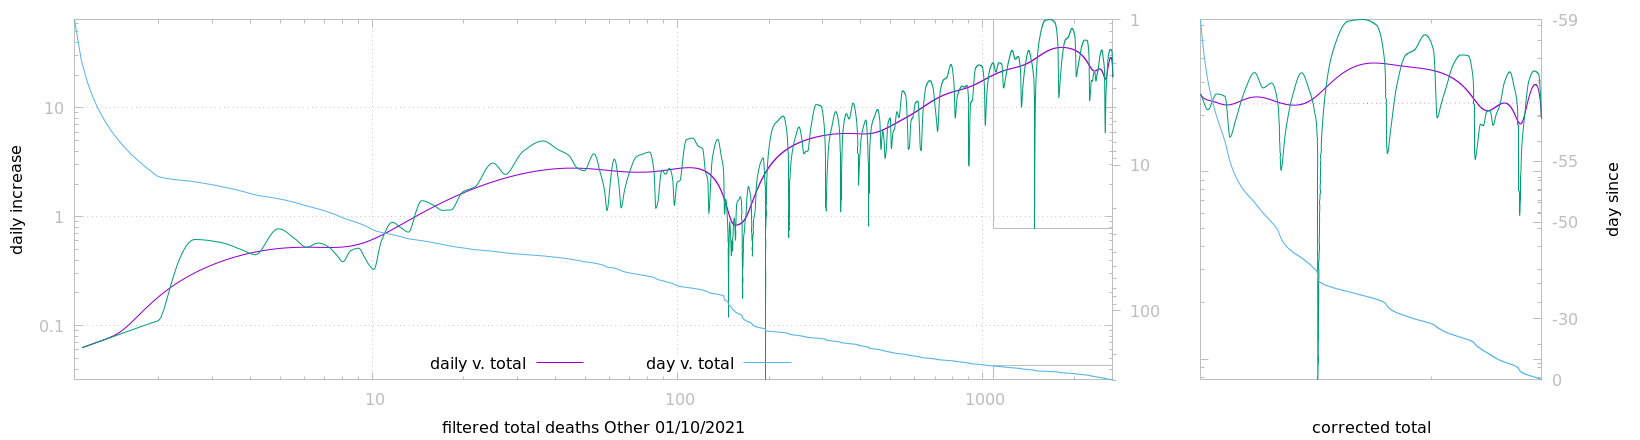 daily increase
10
1
0.1
daily v. total
day v. total
10
100
1000
filtered total deaths Other 01/10/2021
1
10
100
-59
-55
-50
-30
0
day since
corrected total